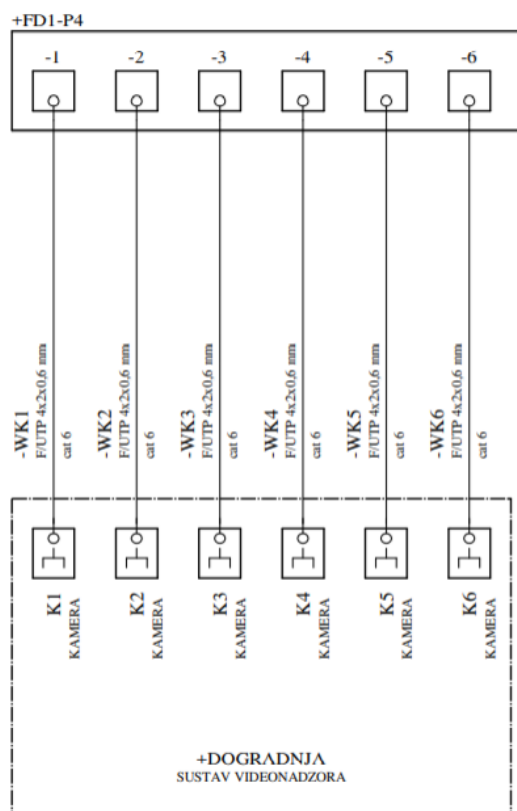 +FD1-P4
-1 -2 -3 -4 -5 -6
-WK1
F/UTP 4x2x0,6 mm
cat 6
-WK2
F/UTP 4x2x0,6 mm
cat 6
-WK3
F/UTP 4x2x0,6 mm
cat 6
-WK4
F/UTP 4x2x0,6 mm
cat 6
-WK5
F/UTP 4x2x0,6 mm
cat 6
-WK6
F/UTP 4x2x0,6 mm
cat 6
K1
KAMERA
K2
KAMERA
K3
KAMERA
K4
KAMERA
K5
KAMERA
K6
KAMERA
+DOGRADNJA
SUSTAV VIDEONADZORA